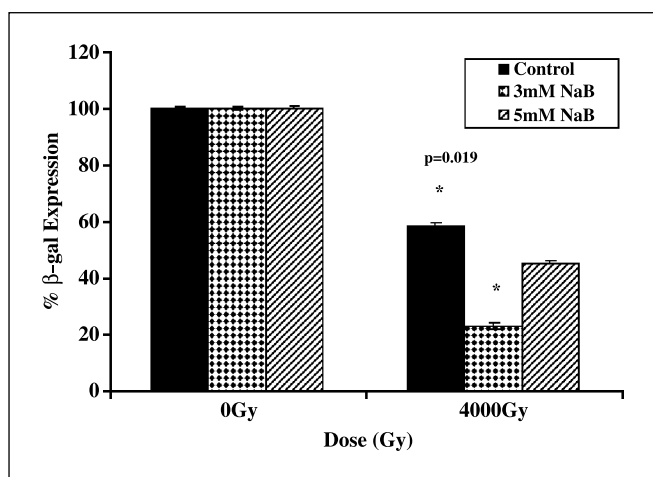 120
100
80
60
40
20
0
% β-gal Expression
Control
3mM NaB
5mM NaB
p=0.019
*
*
0Gy
4000Gy
Dose (Gy)